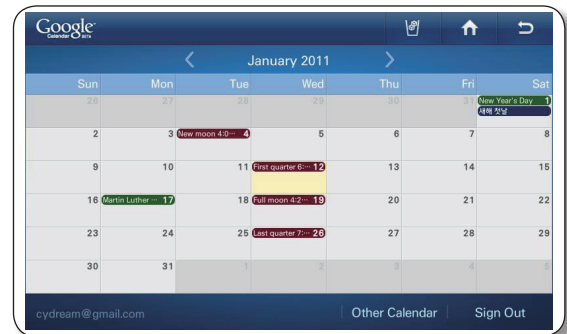 Google
Calendar BETA
January 2011
Sun Mon Tue Wed Thu Fri Sat
26 27 28 29 30 31 New Year's Day 1
새해 첫날
2 3 New moon 4:0··· 4 5 6 7 8
9 10 11 First quarter 6:··· 12 13 14 15
16 Martin Luther ··· 17 18 Full moon 4:2··· 19 20 21 22
23 24 25 Last quarter 7:··· 26 27 28 29
30 31 1 2 3 4 5
cydream@gmail.com Other Calendar Sign Out